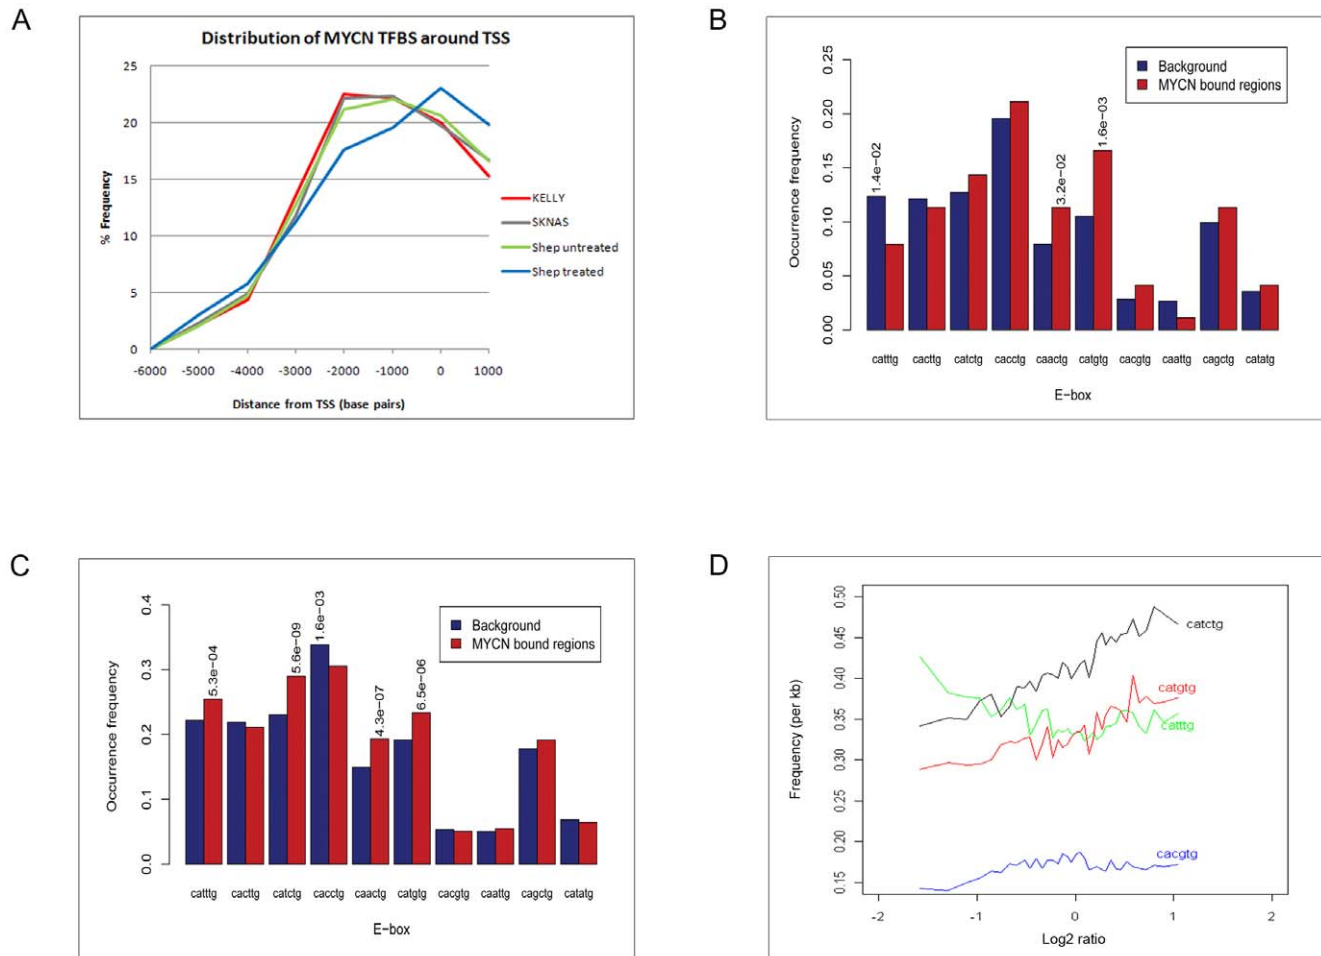 A
Distribution of MYCN TFBS around TSS
25
20
15
10
5
0
% Frequency
-6000 -5000 -4000 -3000 -2000 -1000 0 1000
Distance from TSS (base pairs)
KELLY
SKNAS
Shep untreated
Shep treated
B
Background
MYCN bound regions
0.25
0.20
0.15
0.10
0.05
0.00
Occurrence frequency
1.4e−02
3.2e−02
1.6e−03
catttg cacttg catctg cacctg caactg catgtg cacgtg caattg cagctg catatg
E−box
C
Background
MYCN bound regions
0.4
0.3
0.2
0.1
0.0
Occurrence frequency
5.3e−04
5.6e−09
1.6e−03
4.3e−07
6.5e−06
catttg cacttg catctg cacctg caactg catgtg cacgtg caattg cagctg catatg
E−box
D
0.50
0.45
0.40
0.35
0.30
0.25
0.20
0.15
Frequency (per kb)
catctg
catgtg
catttg
cacgtg
-2 -1 0 1 2
Log2 ratio